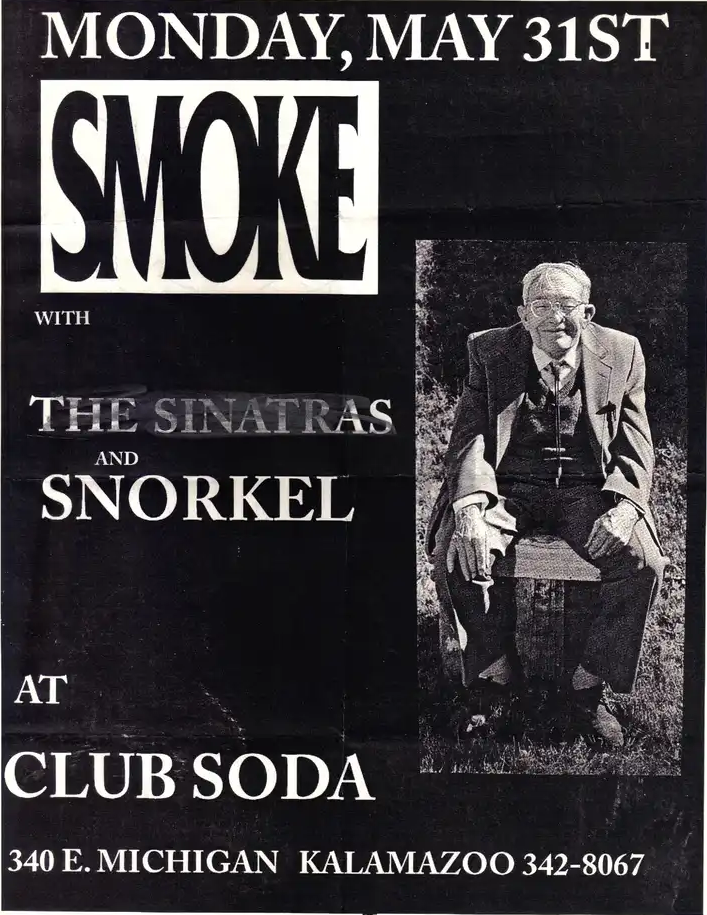 MONDAY, MAY 31ST
SMOKE
WITH
THE SINATRAS
AND
SNORKEL
AT
CLUB SODA
340 E. MICHIGAN KALAMAZOO 342-8067